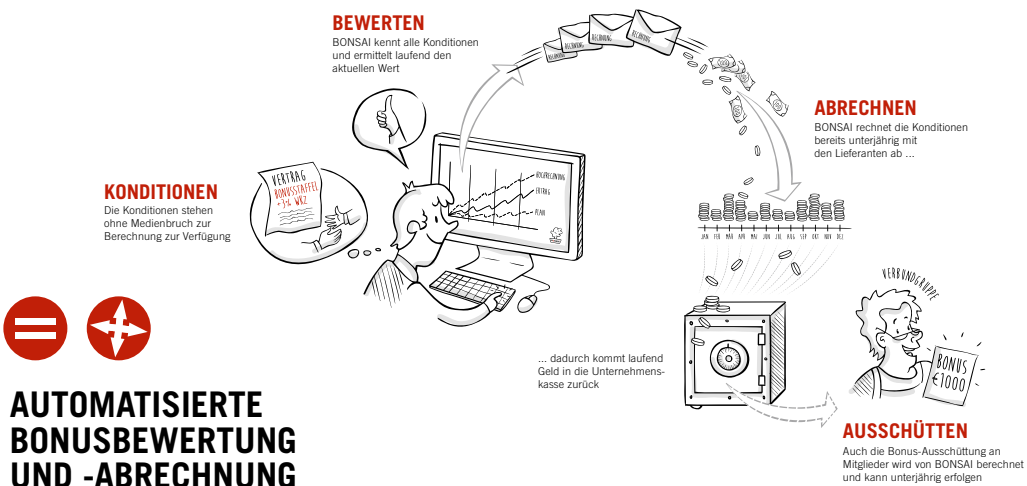 BEWERTEN
BONSAI kennt alle Konditionen
und ermittelt laufend den
aktuellen Wert
RECHNUNG
RECHNUNG
RECHNUNG
RECHNUNG
ABRECHNEN
BONSAI rechnet die Konditionen
bereits unterjährig mit
den Lieferanten ab ...
KONDITIONEN
Die Konditionen stehen
ohne Medienbruch zur
Berechnung zur Verfügung
VERTRAG
BONUSSTAFFEL
+3% WKZ
HOCHRECHNUNG
ERTRAG
PLAN
JAN FEB MÄR APR MAI JUN JUL AUG SEP OKT NOV DEZ
... dadurch kommt laufend
Geld in die Unternehmens-
kasse zurück
VERBUNDGRUPPE
BONUS
€1000
AUSSCHÜTTEN
Auch die Bonus-Ausschüttung an
Mitglieder wird von BONSAI berechnet
und kann unterjährig erfolgen
AUTOMATISIERTE
BONUSBEWERTUNG
UND -ABRECHNUNG